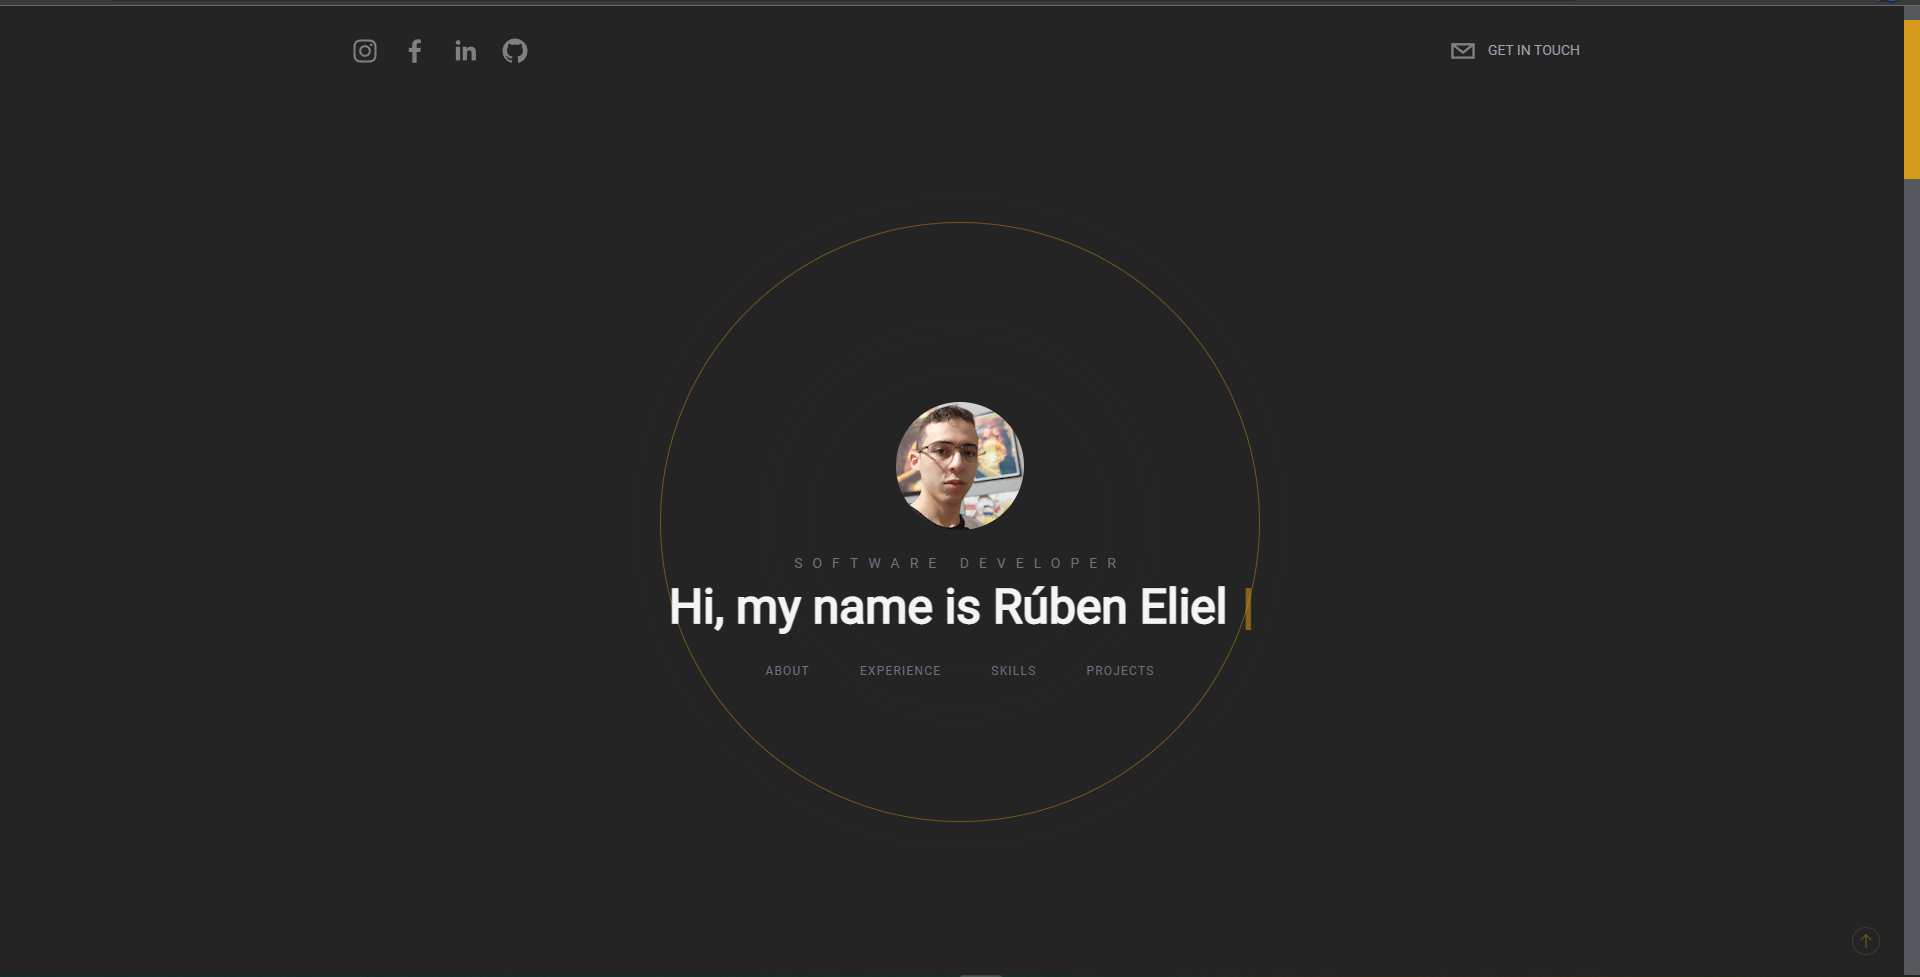 GET IN TOUCH
SOFTWARE DEVELOPER
Hi, my name is Rúben Eliel
ABOUT EXPERIENCE SKILLS PROJECTS